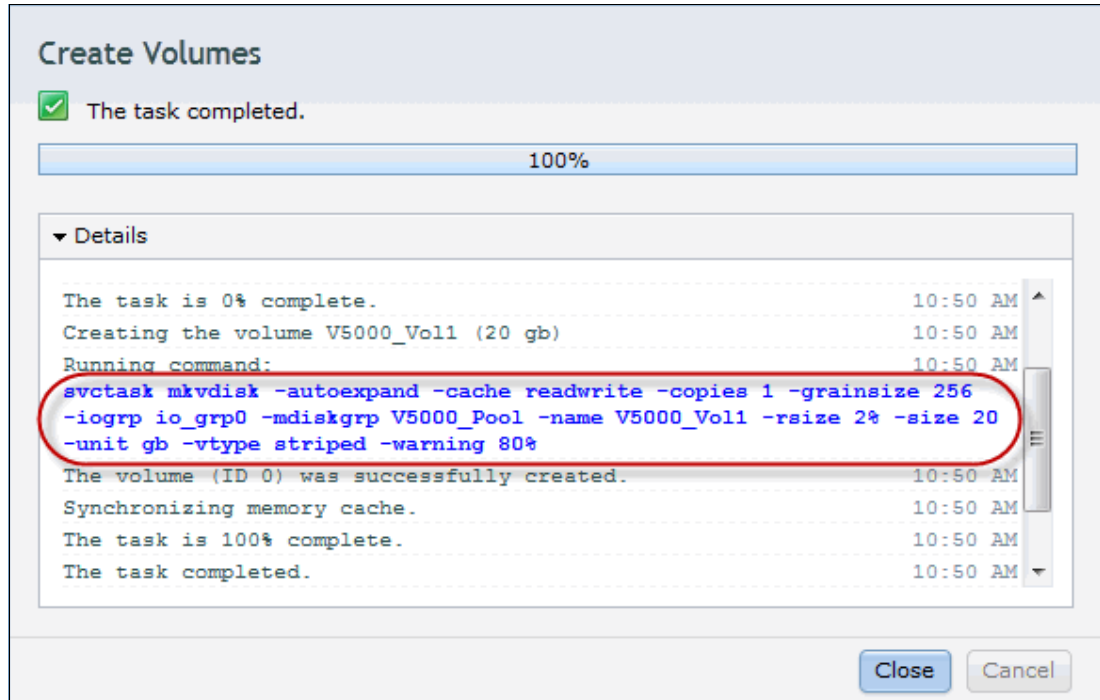 Create Volumes
The task completed.
100%
Details
The task is 0% complete. 10:50 AM
Creating the volume V5000_Vol1 (20 gb) 10:50 AM
Running command: 10:50 AM
svctask mkvdisk -autoexpand -cache readwrite -copies 1 -grainsize 256
-iogrp io_grp0 -mdiskgrp V5000_Pool -name V5000_Vol1 -rsize 2% -size 20
-unit gb -vtype striped -warning 80%
The volume (ID 0) was successfully created. 10:50 AM
Synchronizing memory cache. 10:50 AM
The task is 100% complete. 10:50 AM
The task completed. 10:50 AM
Close Cancel